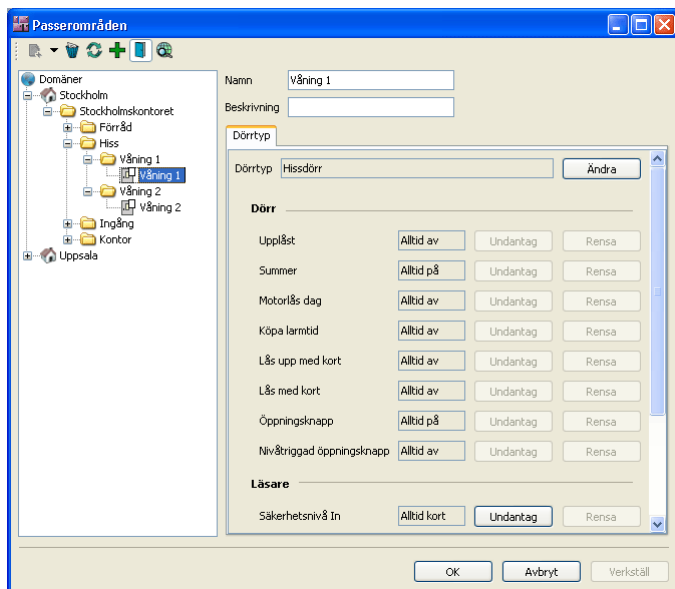 Passerområden
Domäner
Stockholm
Stockholmskontoret
Förråd
Hiss
Våning 1
Våning 1
Våning 2
Våning 2
Ingång
Kontor
Uppsala
Namn Våning 1
Beskrivning
Dörrtyp
Dörrtyp Hissdörr Ändra
Dörr
Upplåst Alltid av Undantag Rensa
Summer Alltid på Undantag Rensa
Motorlås dag Alltid av Undantag Rensa
Köpa larmtid Alltid av Undantag Rensa
Lås upp med kort Alltid av Undantag Rensa
Lås med kort Alltid av Undantag Rensa
Öppningsknapp Alltid på Undantag Rensa
Nivåtriggad öppningsknapp Alltid av Undantag Rensa
Läsare
Säkerhetsnivå In Alltid kort Undantag Rensa
OK Avbryt Verkställ